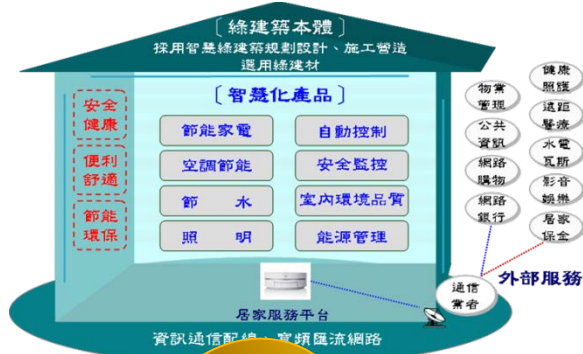 〔綠建築本體〕
採用智慧綠建築規劃設計、施工營造
選用綠建材
〔智慧化產品〕
安全
健康
便利
舒適
節能
環保
節能家電
自動控制
空調節能
安全監控
節 水
室內環境品質
照 明
能源管理
居家服務平台
資訊通信配線、寬頻匯流網路
物業
管理
公共
資訊
網路
購物
網路
銀行
健康
照護
遠距
醫療
水電
瓦斯
影音
娛樂
居家
保全
通信
業者
外部服務